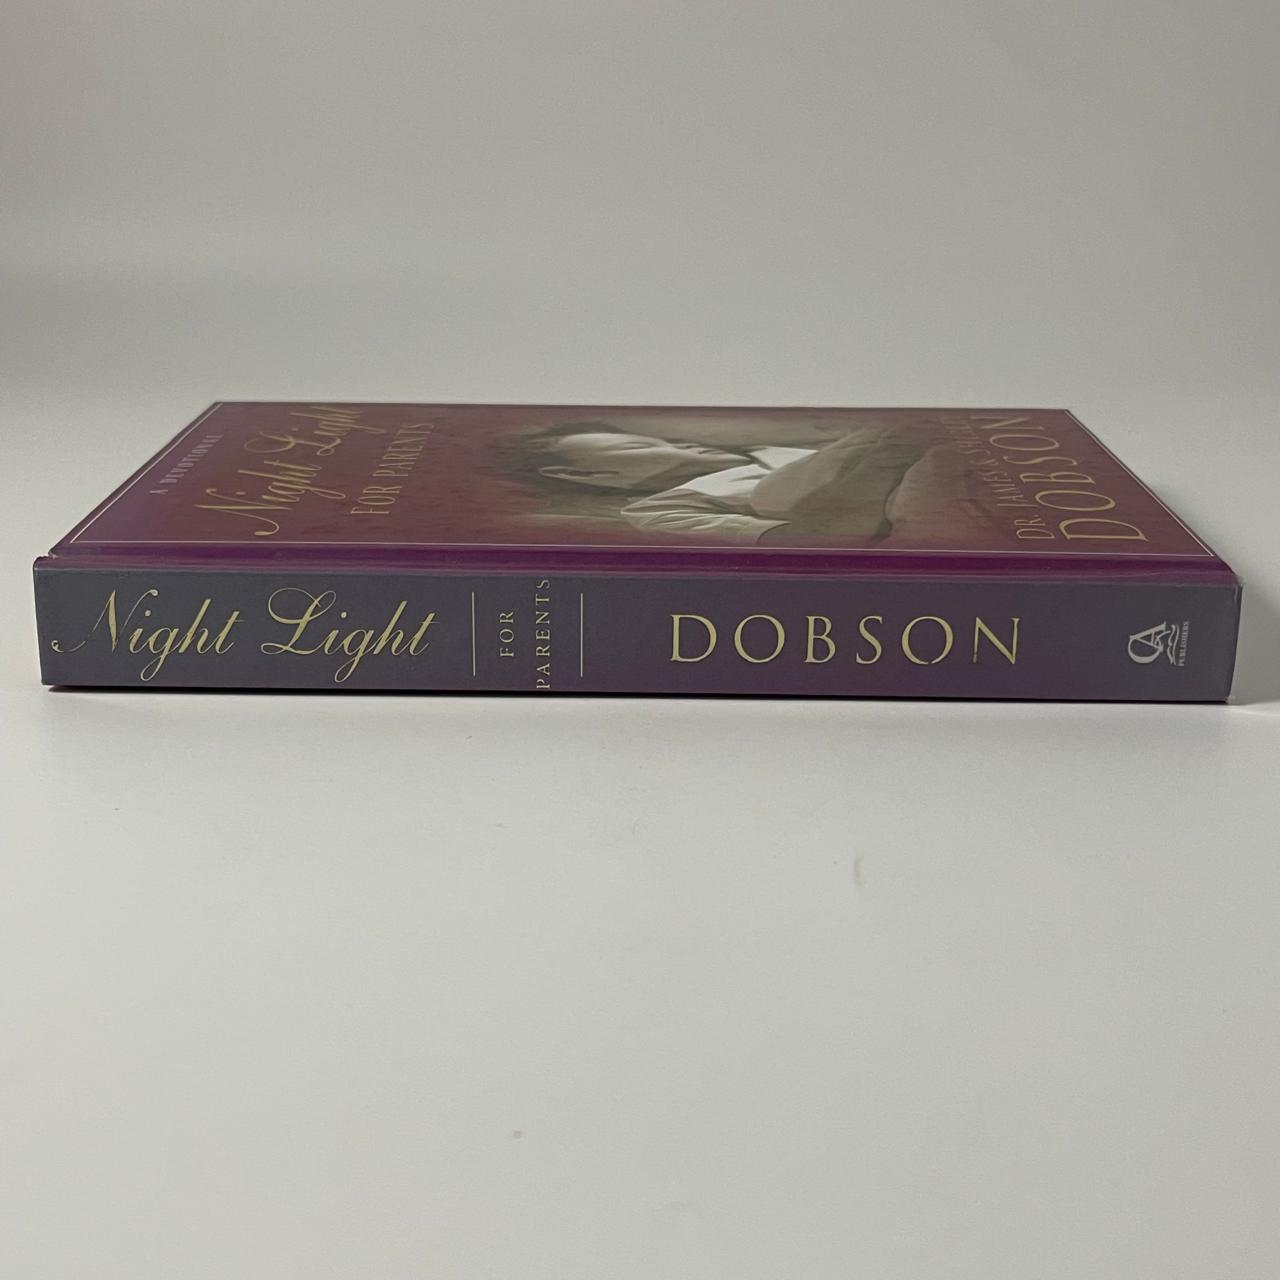 A DEVOTIONAL
Night Light
FOR PARENTS
DR. JAMES & SHIRLEY
DOBSON
Night Light
FOR
PARENTS
DOBSON
PUBLISHERS